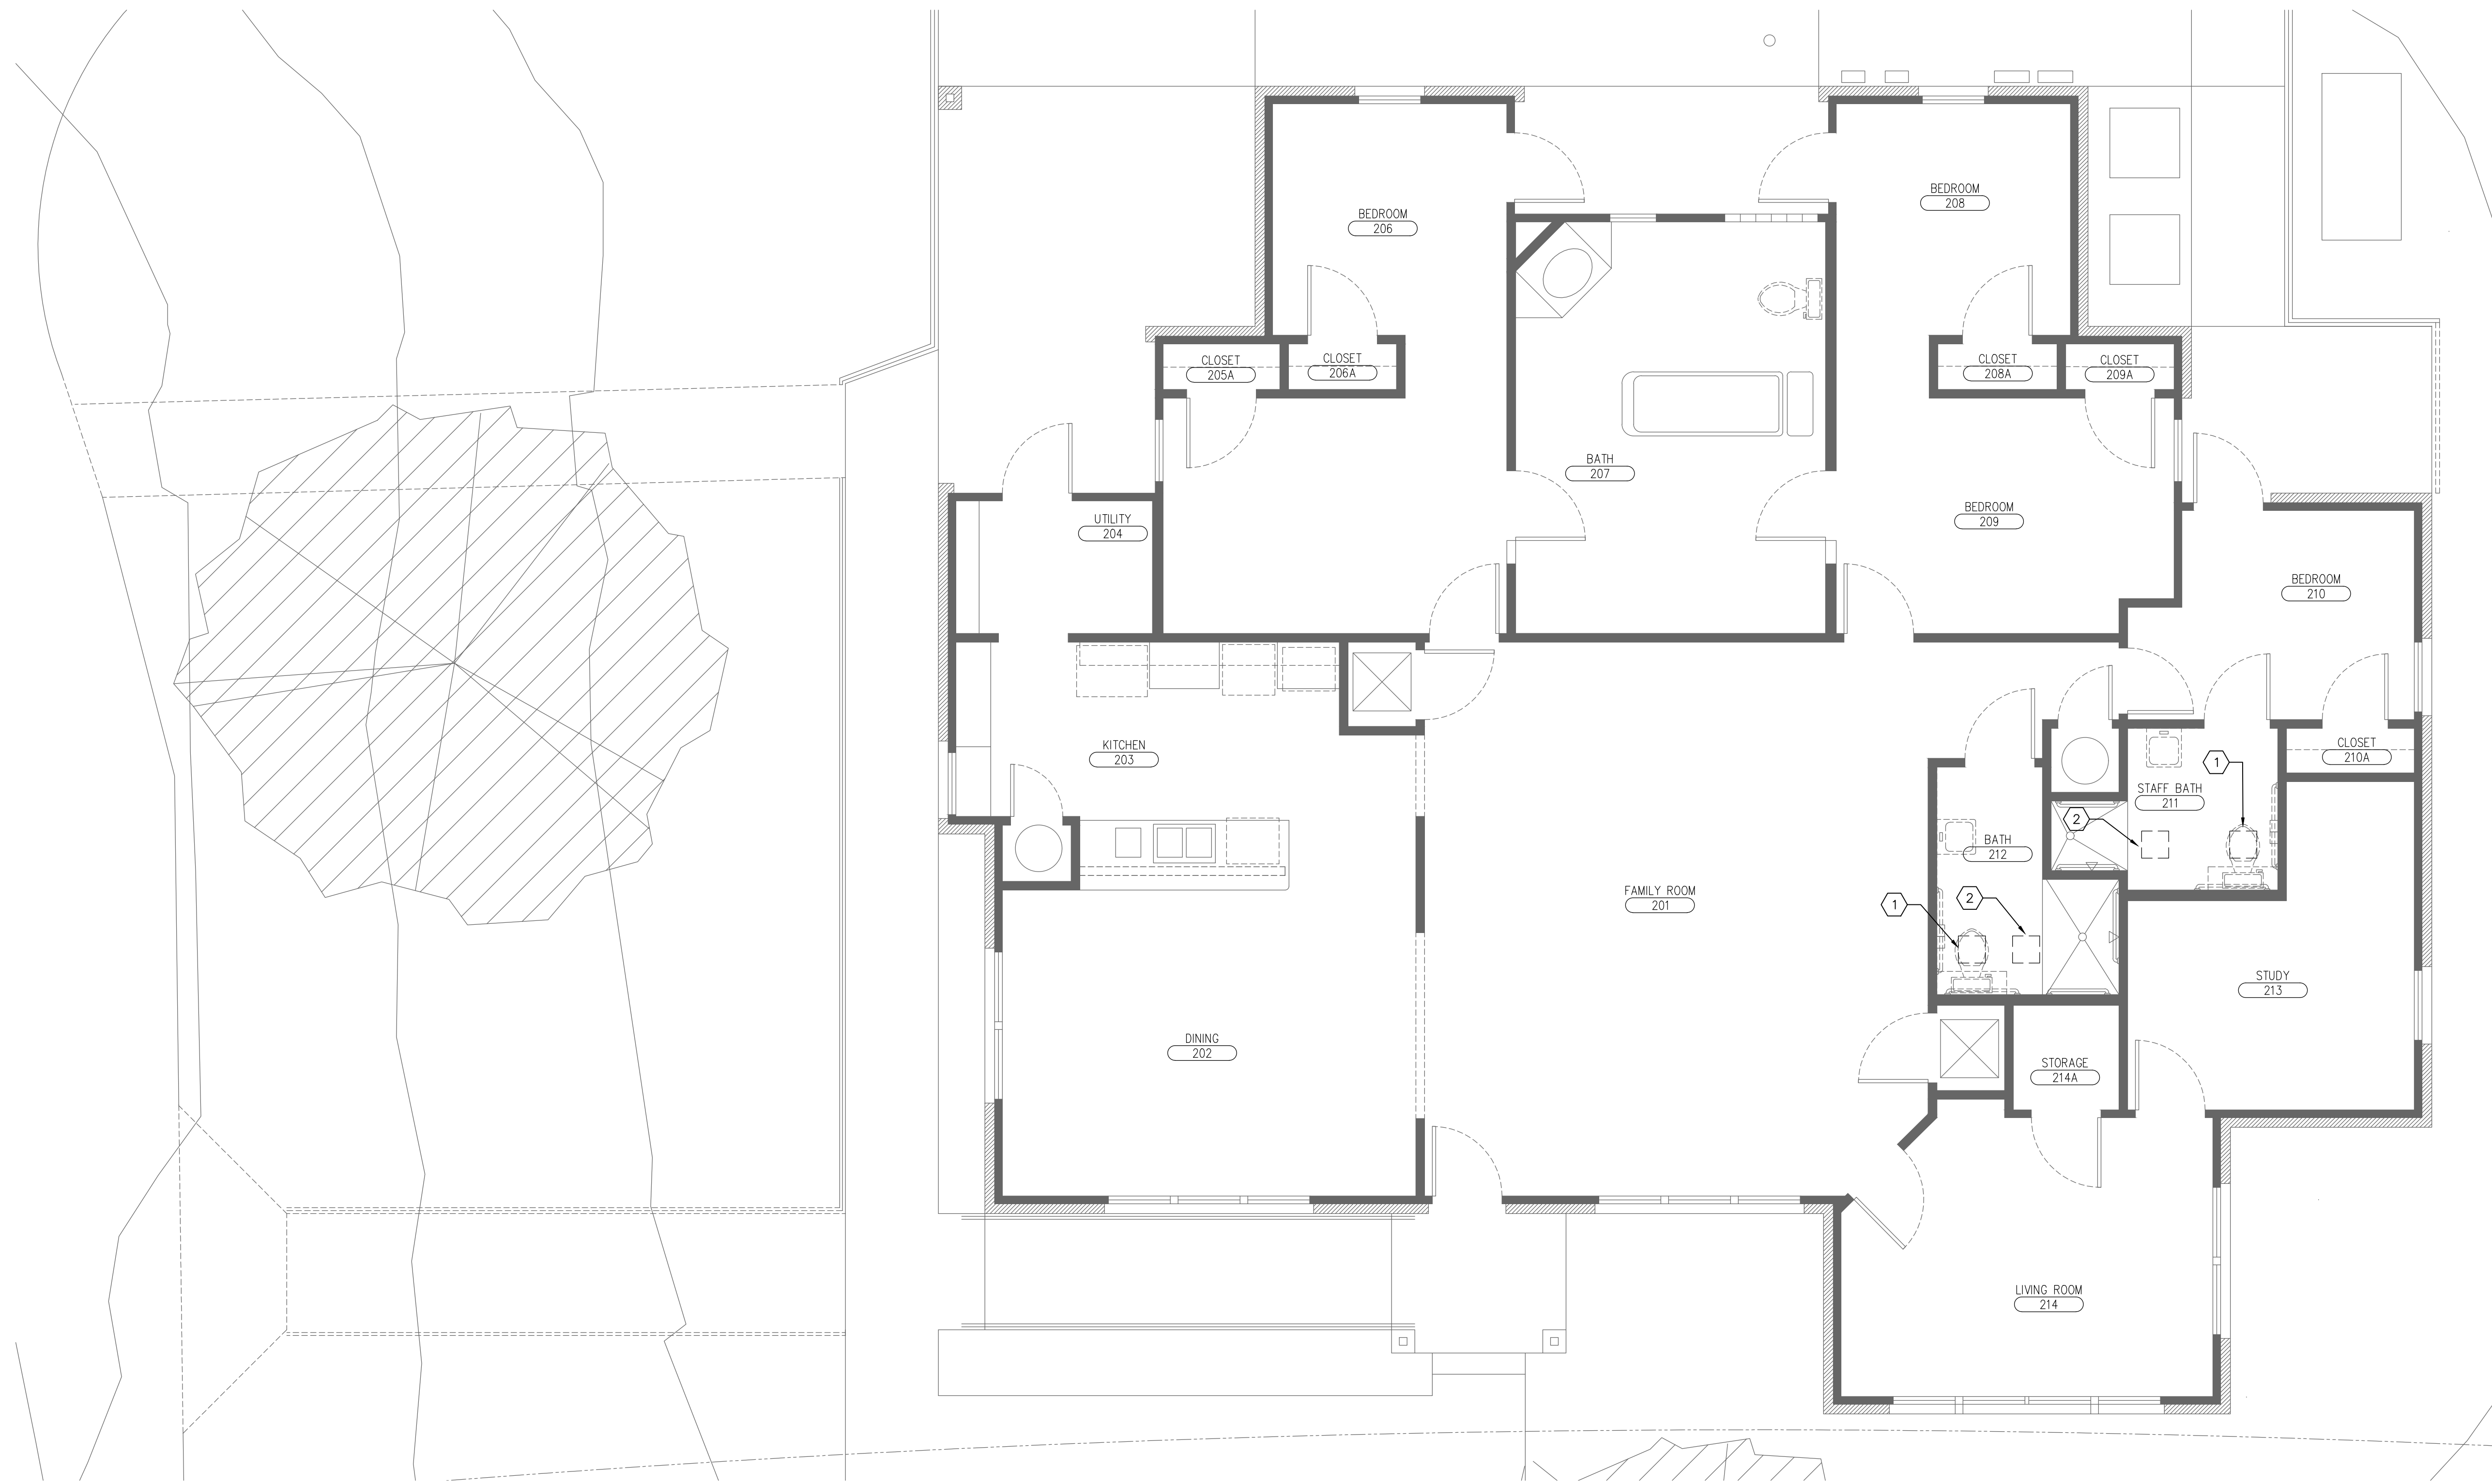 BEDROOM
208
BEDROOM
206
CLOSET
205A
CLOSET
206A
CLOSET
208A
CLOSET
209A
BATH
207
BEDROOM
209
UTILITY
204
BEDROOM
210
KITCHEN
203
CLOSET
210A
1
STAFF BATH
211
2
BATH
212
FAMILY ROOM
201
1
2
STUDY
213
DINING
202
STORAGE
214A
LIVING ROOM
214